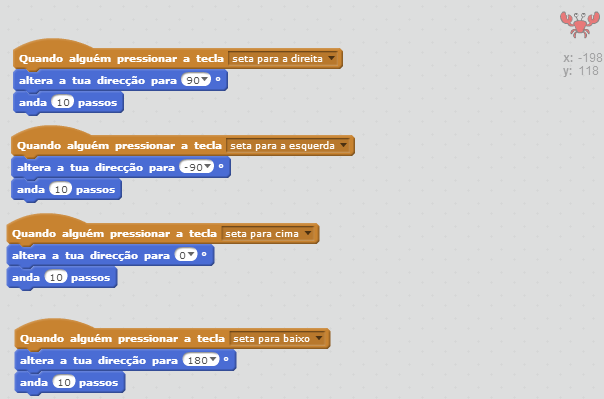 x: -198
y: 118
Quando alguém pressionar a tecla seta para a direita
altera a tua direcção para 90 º
anda 10 passos
Quando alguém pressionar a tecla seta para a esquerda
altera a tua direcção para -90 º
anda 10 passos
Quando alguém pressionar a tecla seta para cima
altera a tua direcção para 0 º
anda 10 passos
Quando alguém pressionar a tecla seta para baixo
altera a tua direcção para 180 º
anda 10 passos